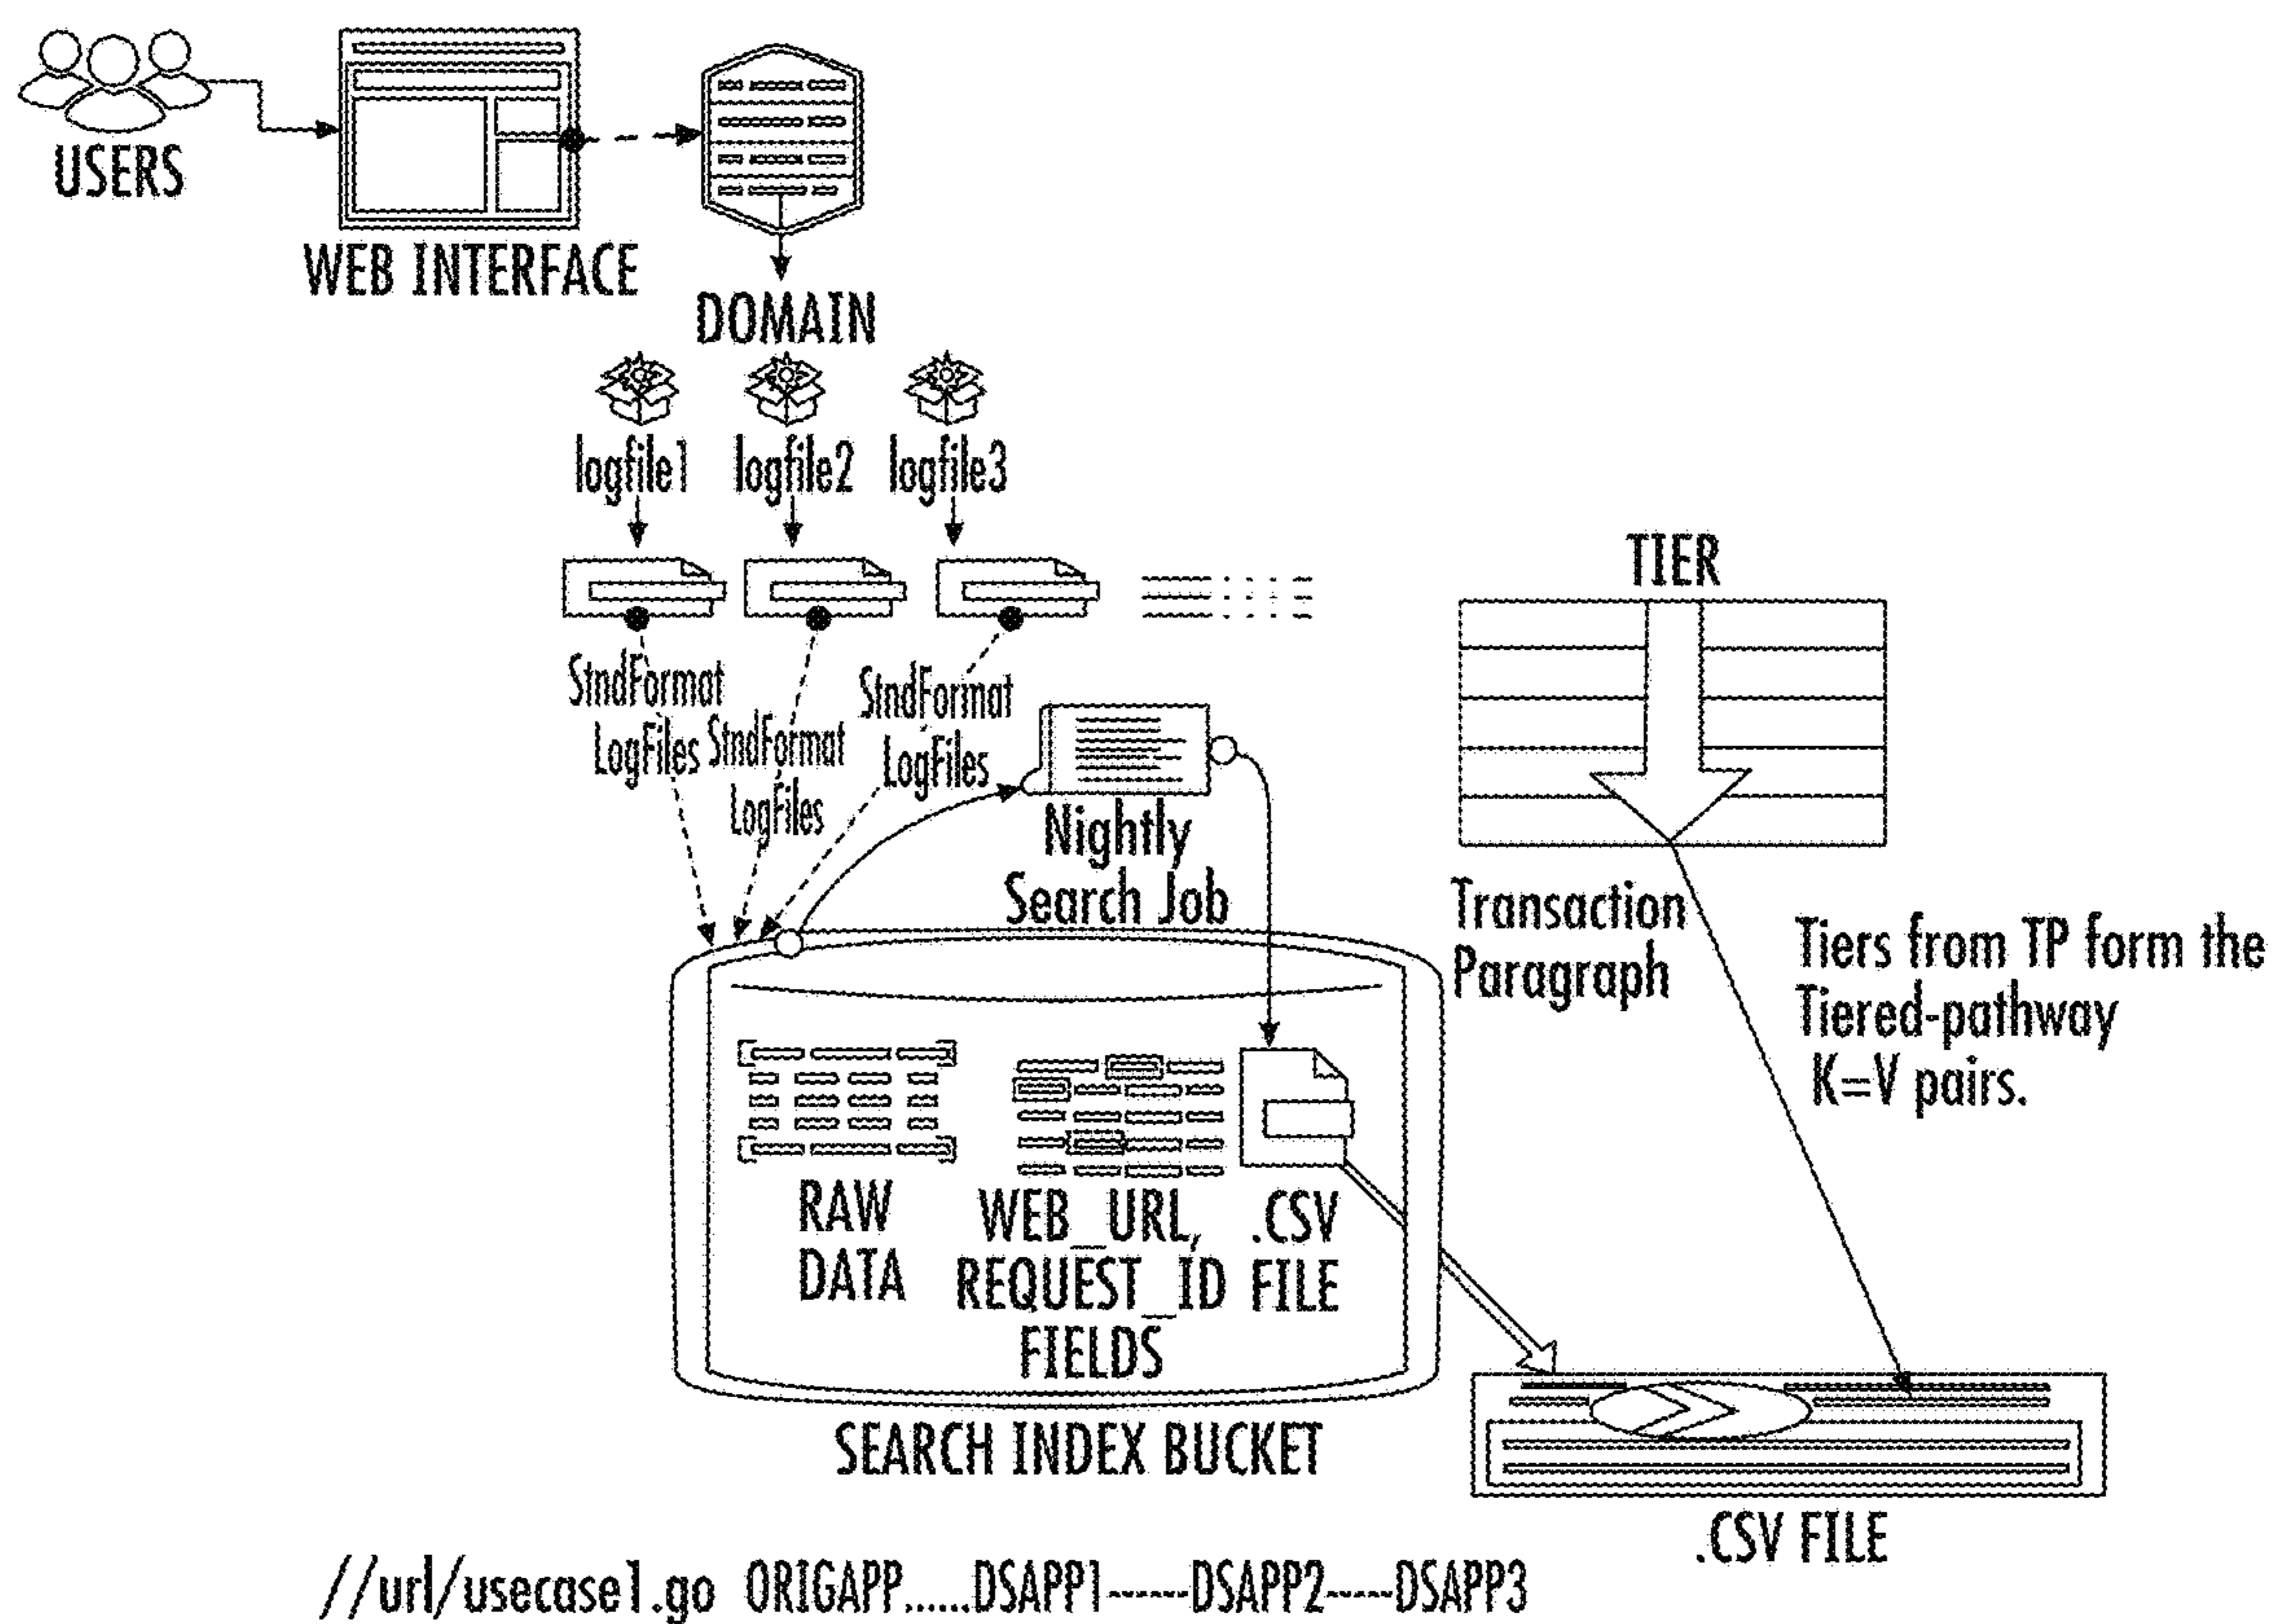 USERS
WEB INTERFACE
DOMAIN
logfile1
logfile2
logfile3
StndFormat
LogFiles
StndFormat
LogFiles
StndFormat
LogFiles
Nightly
Search Job
TIER
Transaction
Paragraph
Tiers from TP form the
Tiered-pathway
K=V pairs.
RAW
DATA
WEB_URL,
REQUEST_ID
FIELDS
.CSV
FILE
SEARCH INDEX BUCKET
.CSV FILE
//url/usecase1.go ORIGAPP......DSAPP1------DSAPP2-----DSAPP3